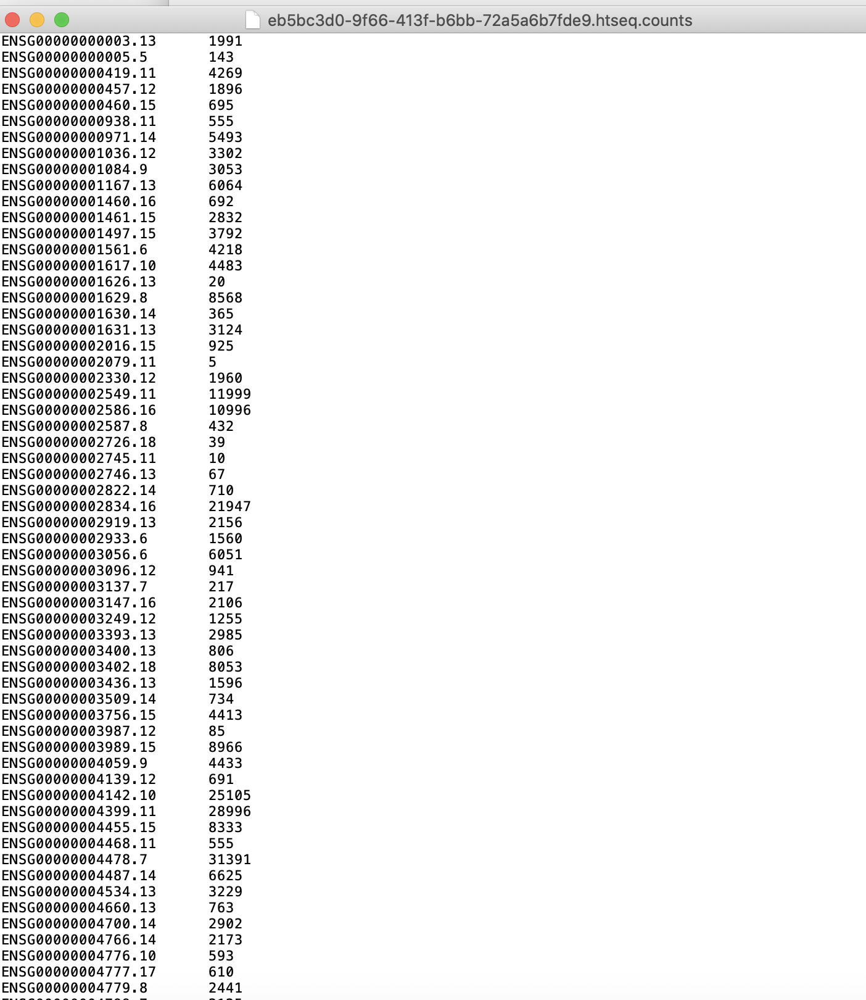 eb5bc3d0-9f66-413f-b6bb-72a5a6b7fde9.htseq.counts
ENSG00000000003.13 1991
ENSG00000000005.5 143
ENSG00000000419.11 4269
ENSG00000000457.12 1896
ENSG00000000460.15 695
ENSG00000000938.11 555
ENSG00000000971.14 5493
ENSG00000001036.12 3302
ENSG00000001084.9 3053
ENSG00000001167.13 6064
ENSG00000001460.16 692
ENSG00000001461.15 2832
ENSG00000001497.15 3792
ENSG00000001561.6 4218
ENSG00000001617.10 4483
ENSG00000001626.13 20
ENSG00000001629.8 8568
ENSG00000001630.14 365
ENSG00000001631.13 3124
ENSG00000002016.15 925
ENSG00000002079.11 5
ENSG00000002330.12 1960
ENSG00000002549.11 11999
ENSG00000002586.16 10996
ENSG00000002587.8 432
ENSG00000002726.18 39
ENSG00000002745.11 10
ENSG00000002746.13 67
ENSG00000002822.14 710
ENSG00000002834.16 21947
ENSG00000002919.13 2156
ENSG00000002933.6 1560
ENSG00000003056.6 6051
ENSG00000003096.12 941
ENSG00000003137.7 217
ENSG00000003147.16 2106
ENSG00000003249.12 1255
ENSG00000003393.13 2985
ENSG00000003400.13 806
ENSG00000003402.18 8053
ENSG00000003436.13 1596
ENSG00000003509.14 734
ENSG00000003756.15 4413
ENSG00000003987.12 85
ENSG00000003989.15 8966
ENSG00000004059.9 4433
ENSG00000004139.12 691
ENSG00000004142.10 25105
ENSG00000004399.11 28996
ENSG00000004455.15 8333
ENSG00000004468.11 555
ENSG00000004478.7 31391
ENSG00000004487.14 6625
ENSG00000004534.13 3229
ENSG00000004660.13 763
ENSG00000004700.14 2902
ENSG00000004766.14 2173
ENSG00000004776.10 593
ENSG00000004777.17 610
ENSG00000004779.8 2441